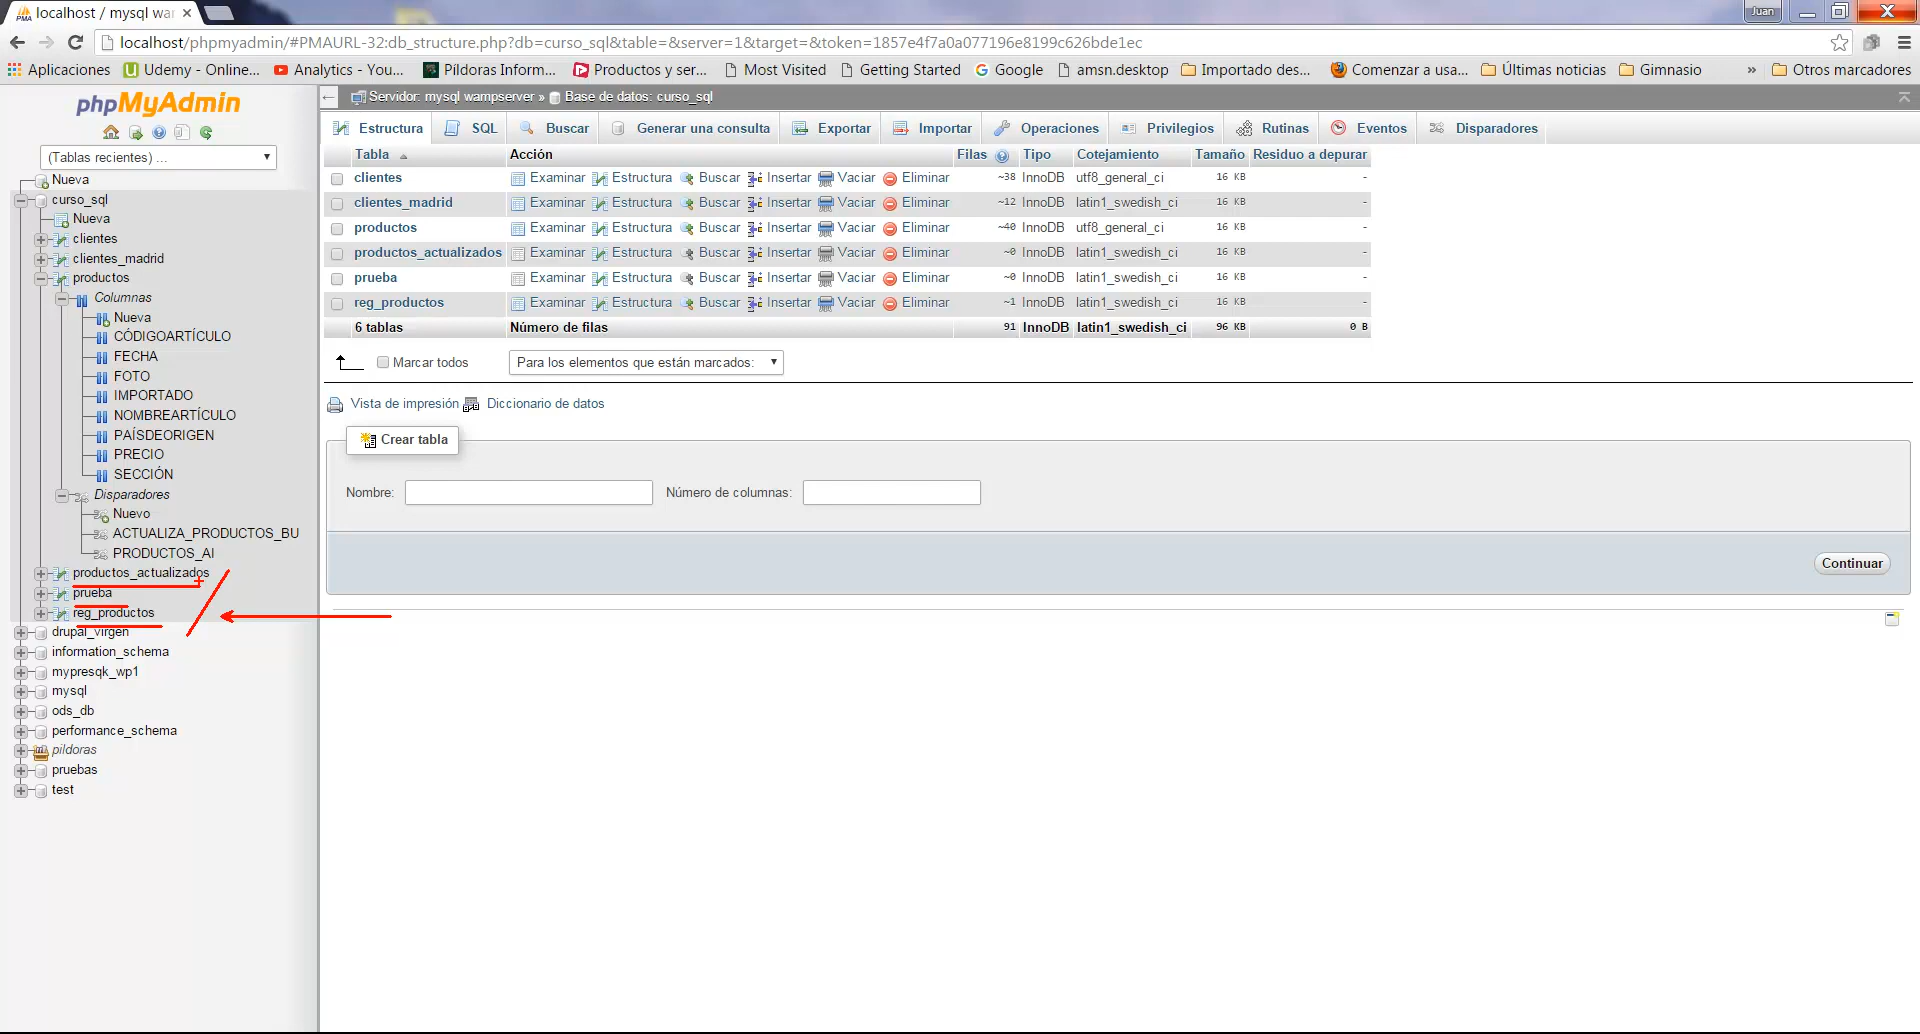 localhost / mysql wa
Juan
localhost/phpmyadmin/#PMAURL-32:db_structure.php?db=curso_sql&table=&server=1&target=&token=1857e4f7a0a077196e8199c626bde1ec
Aplicaciones Udemy - Online... Analytics - You... Píldoras Inform... Productos y ser... Most Visited Getting Started Google amsn.desktop Importado des... Comenzar a usa... Últimas noticias Gimnasio » Otros marcadores
phpMyAdmin
(Tablas recientes) ...
Nueva
curso_sql
Nueva
clientes
clientes_madrid
productos
Columnas
Nueva
CÓDIGOARTÍCULO
FECHA
FOTO
IMPORTADO
NOMBREARTÍCULO
PAÍSDEORIGEN
PRECIO
SECCIÓN
Disparadores
Nuevo
ACTUALIZA_PRODUCTOS_BU
PRODUCTOS_AI
productos_actualizados
prueba
reg_productos
drupal_virgen
information_schema
mypresqk_wp1
mysql
ods_db
performance_schema
pildoras
pruebas
test
Servidor: mysql wampserver » Base de datos: curso_sql
Estructura SQL Buscar Generar una consulta Exportar Importar Operaciones Privilegios Rutinas Eventos Disparadores
Tabla Acción Filas Tipo Cotejamiento Tamaño Residuo a depurar
clientes Examinar Estructura Buscar Insertar Vaciar Eliminar ~38 InnoDB utf8_general_ci 16 KB -
clientes_madrid Examinar Estructura Buscar Insertar Vaciar Eliminar ~12 InnoDB latin1_swedish_ci 16 KB -
productos Examinar Estructura Buscar Insertar Vaciar Eliminar ~40 InnoDB utf8_general_ci 16 KB -
productos_actualizados Examinar Estructura Buscar Insertar Vaciar Eliminar ~0 InnoDB latin1_swedish_ci 16 KB -
prueba Examinar Estructura Buscar Insertar Vaciar Eliminar ~0 InnoDB latin1_swedish_ci 16 KB -
reg_productos Examinar Estructura Buscar Insertar Vaciar Eliminar ~1 InnoDB latin1_swedish_ci 16 KB -
6 tablas Número de filas 91 InnoDB latin1_swedish_ci 96 KB 0 B
Marcar todos Para los elementos que están marcados:
Vista de impresión Diccionario de datos
Crear tabla
Nombre: Número de columnas:
Continuar